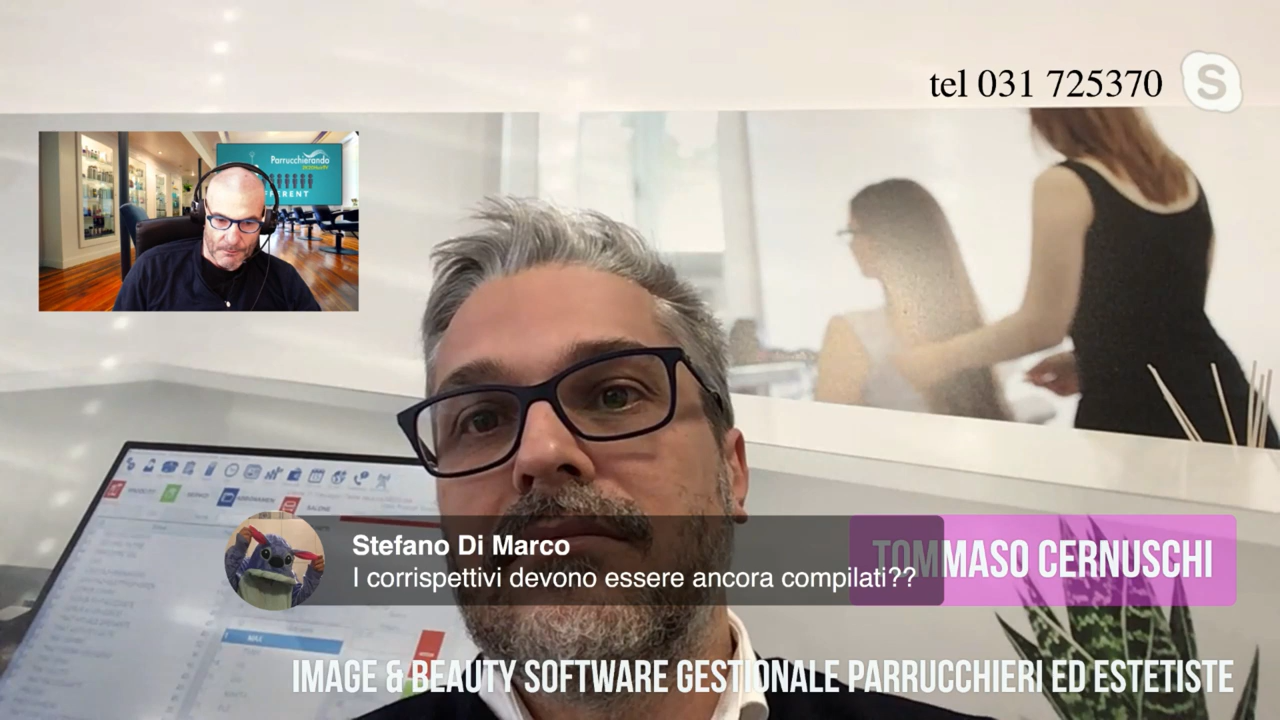 tel 031 725370
S
Parrucchierando
Stefano Di Marco
I corrispettivi devono essere ancora compilati??
TOMMASO CERNUSCHI
IMAGE & BEAUTY SOFTWARE GESTIONALE PARRUCCHIERI ED ESTETISTE